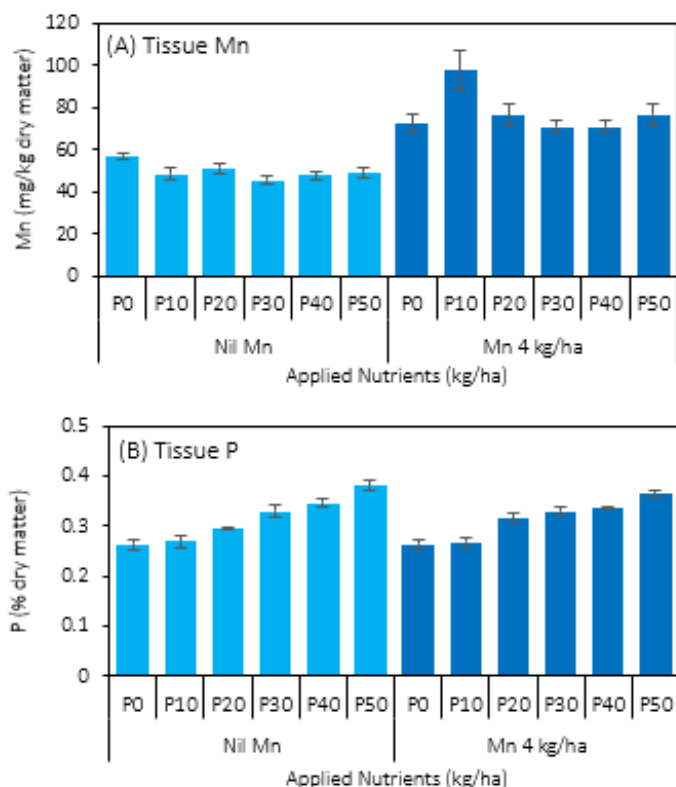 (A) Tissue Mn
Mn (mg/kg dry matter)
120
100
80
60
40
20
0
P0 P10 P20 P30 P40 P50 P0 P10 P20 P30 P40 P50
Nil Mn Mn 4 kg/ha
Applied Nutrients (kg/ha)
(B) Tissue P
P (% dry matter)
0.5
0.4
0.3
0.2
0.1
0
P0 P10 P20 P30 P40 P50 P0 P10 P20 P30 P40 P50
Nil Mn Mn 4 kg/ha
Applied Nutrients (kg/ha)